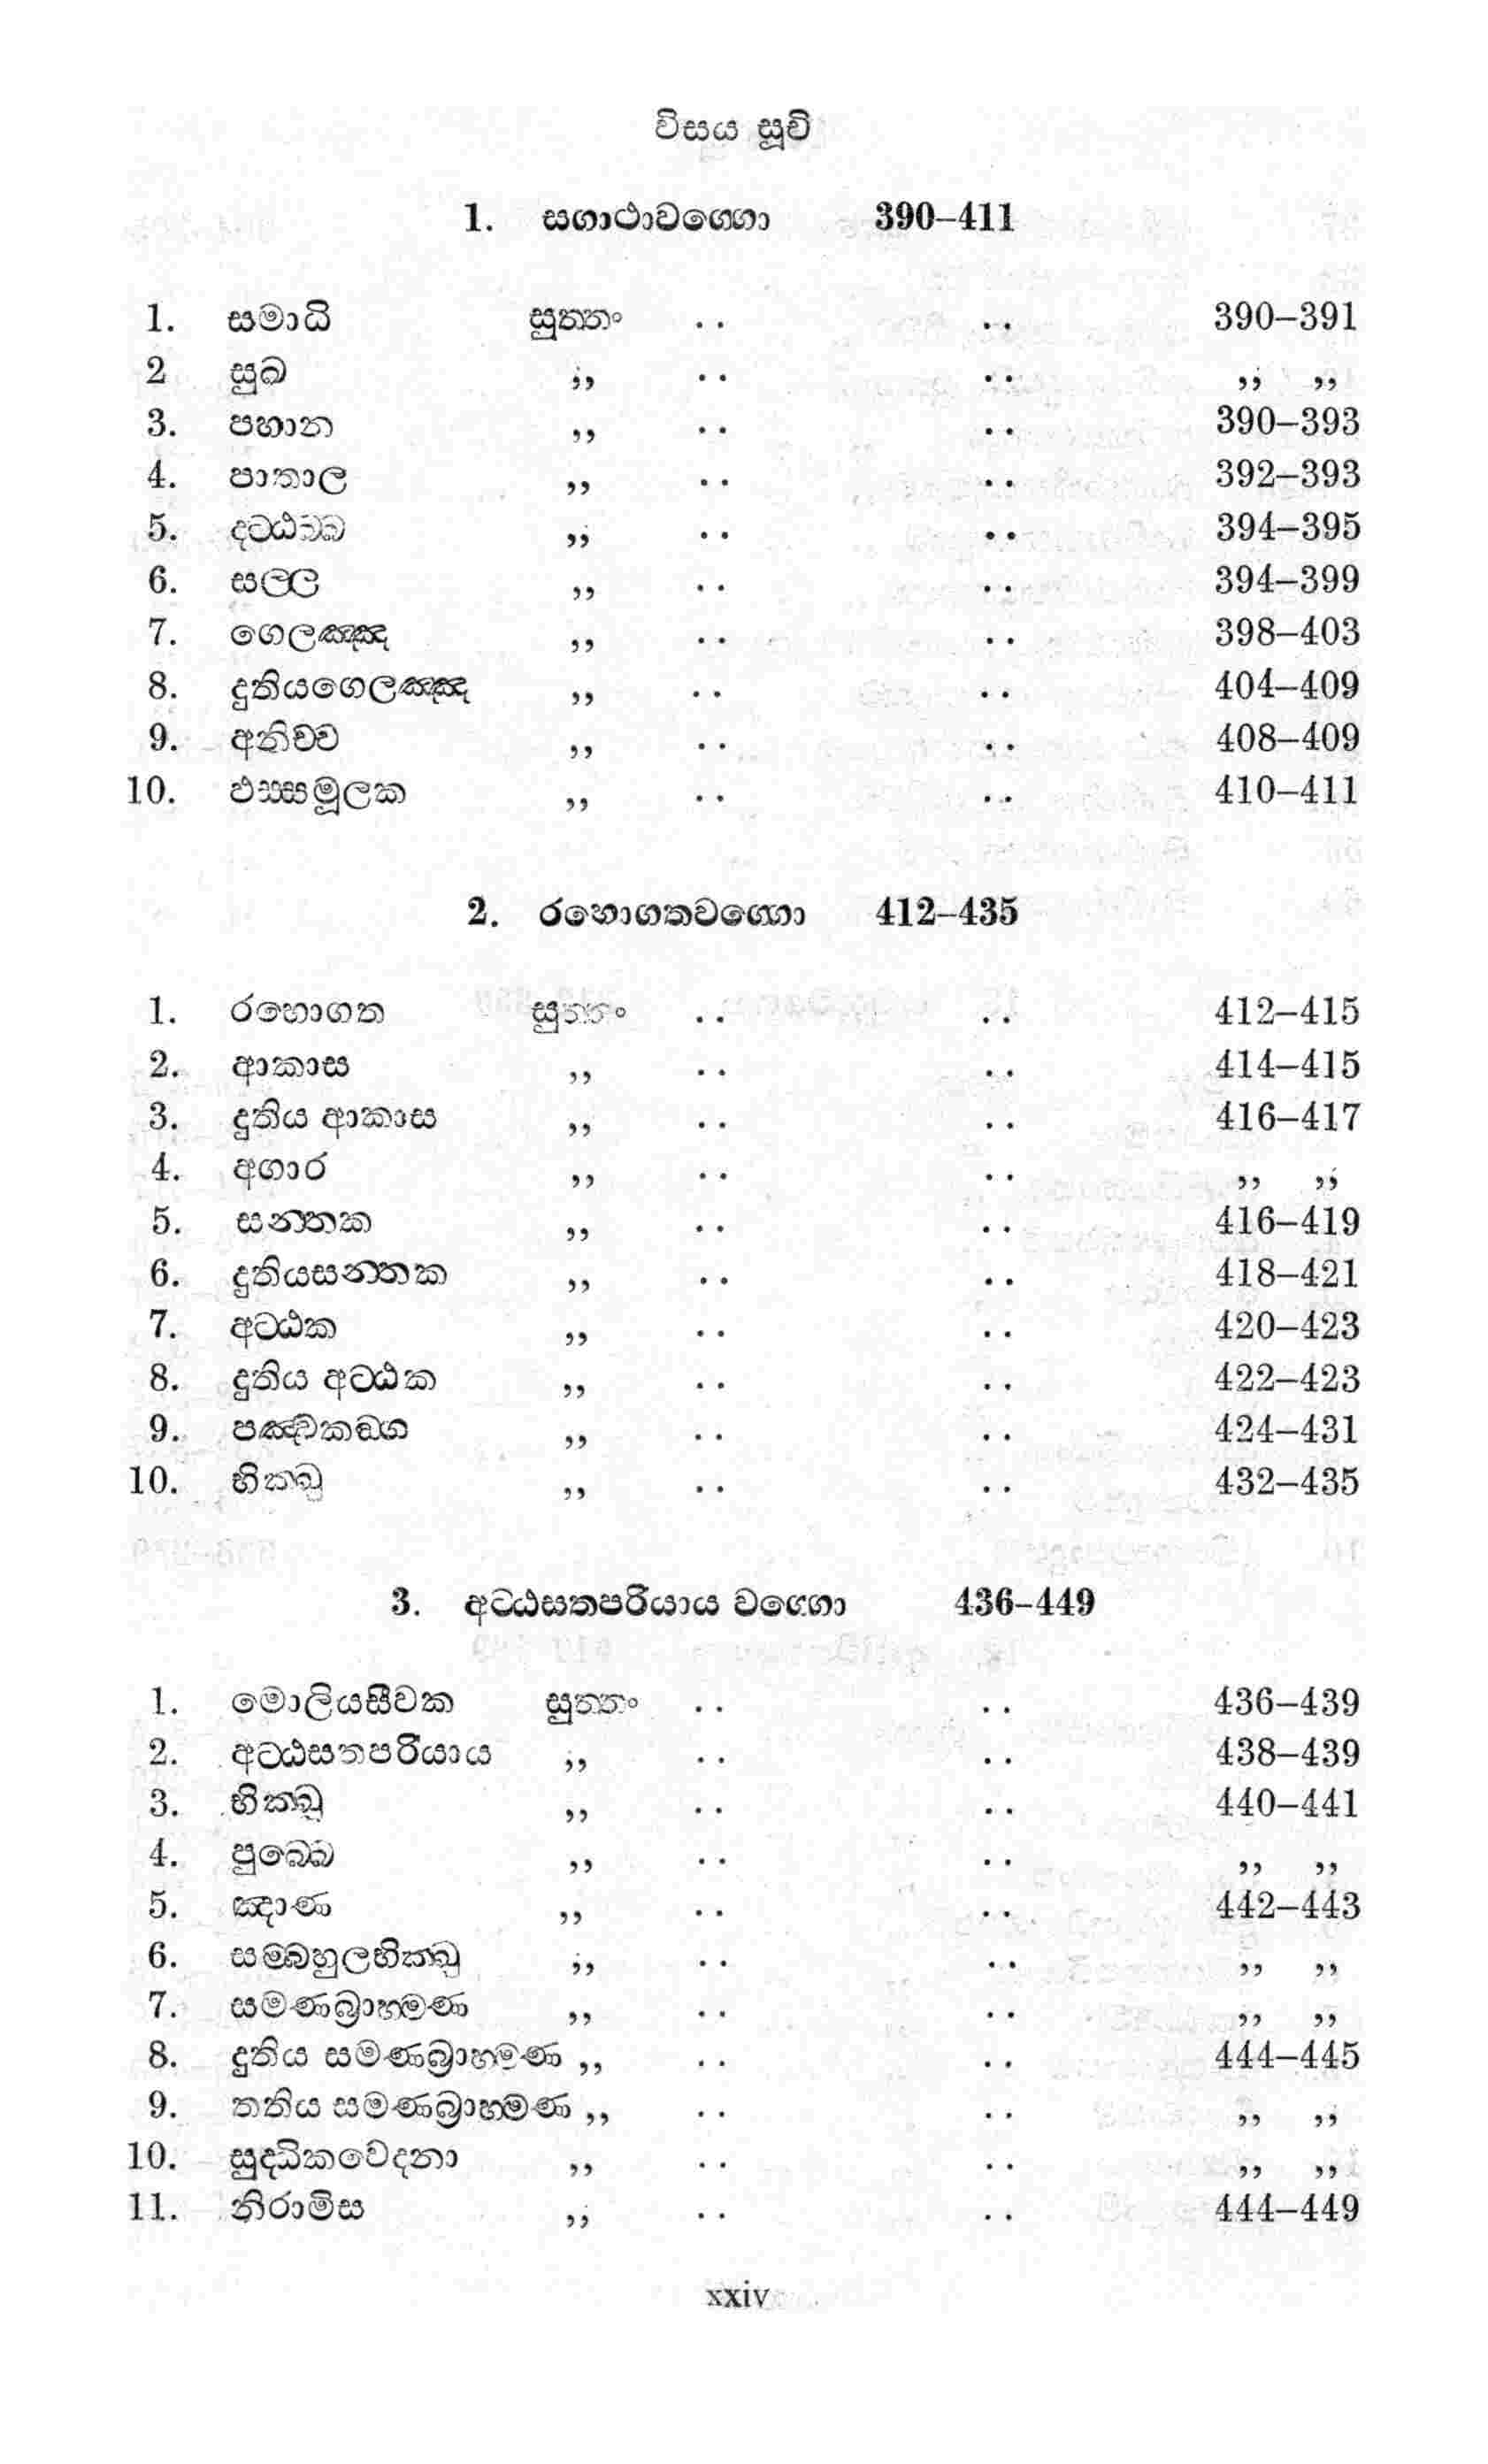 විසය සූචි
1. සගාථාවග්ගො 390–411
1. සමාධි සුත්තං .. .. 390–391
2 සුඛ ,, .. .. ,, ,,
3. පහාන ,, .. .. 390–393
4. පාතාල ,, .. .. 392–393
5. දට්ඨබ්බ ,, .. .. 394–395
6. සල්ල ,, .. .. 394–399
7. ගෙලඤ්ඤ ,, .. .. 398–403
8. දුතියගෙලඤ්ඤ ,, .. .. 404–409
9. අනිච්ච ,, .. .. 408–409
10. ඵස්සමූලක ,, .. .. 410–411
2. රහොගතවග්ගො 412–435
1. රහොගත සුත්තං .. .. 412–415
2. ආකාස ,, .. .. 414–415
3. දුතිය ආකාස ,, .. .. 416–417
4. අගාර ,, .. .. ,, ,,
5. සන්තක ,, .. .. 416–419
6. දුතියසන්තක ,, .. .. 418–421
7. අට්ඨක ,, .. .. 420–423
8. දුතිය අට්ඨක ,, .. .. 422–423
9. පඤ්චකඞ්ග ,, .. .. 424–431
10. භික්ඛු ,, .. .. 432–435
3. අට්ඨසතපරියාය වග්ගො 436–449
1. මොලියසීවක සුත්තං .. .. 436–439
2. අට්ඨසතපරියාය ,, .. .. 438–439
3. භික්ඛු ,, .. .. 440–441
4. පුබ්බෙ ,, .. .. ,, ,,
5. ඤාණ ,, .. .. 442–443
6. සම්බහුලභික්ඛු ,, .. .. ,, ,,
7. සමණබ්‍රාහ්මණ ,, .. .. ,, ,,
8. දුතිය සමණබ්‍රාහ්මණ ,, .. .. 444–445
9. තතිය සමණබ්‍රාහ්මණ ,, .. .. ,, ,,
10. සුද්ධිකවෙදනා ,, .. .. ,, ,,
11. නිරාමිස ,, .. .. 444–449
xxiv